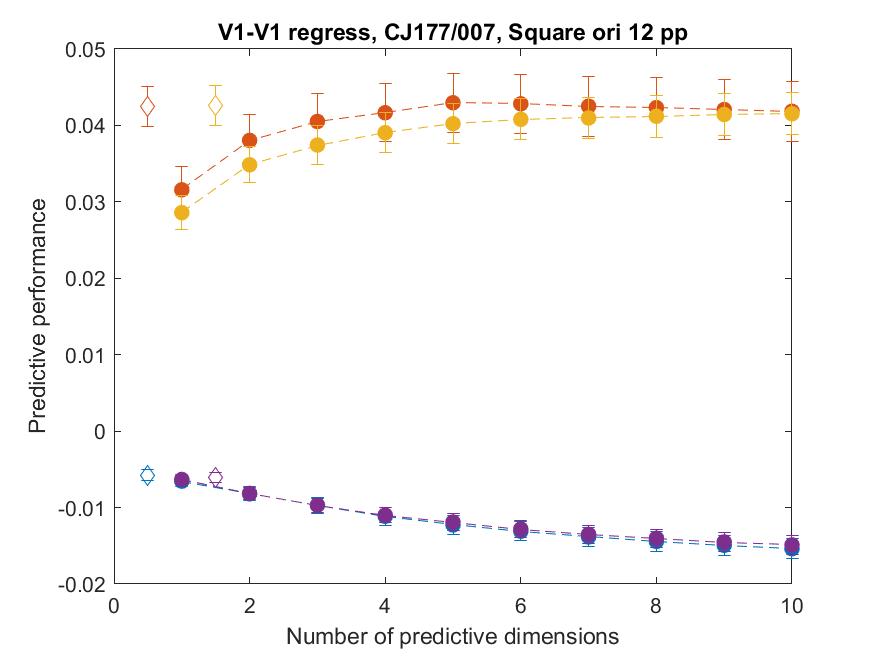 V1-V1 regress, CJ177/007, Square ori 12 pp
0.05
0.04
0.03
0.02
0.01
0
-0.01
-0.02
Predictive performance
0 2 4 6 8 10
Number of predictive dimensions